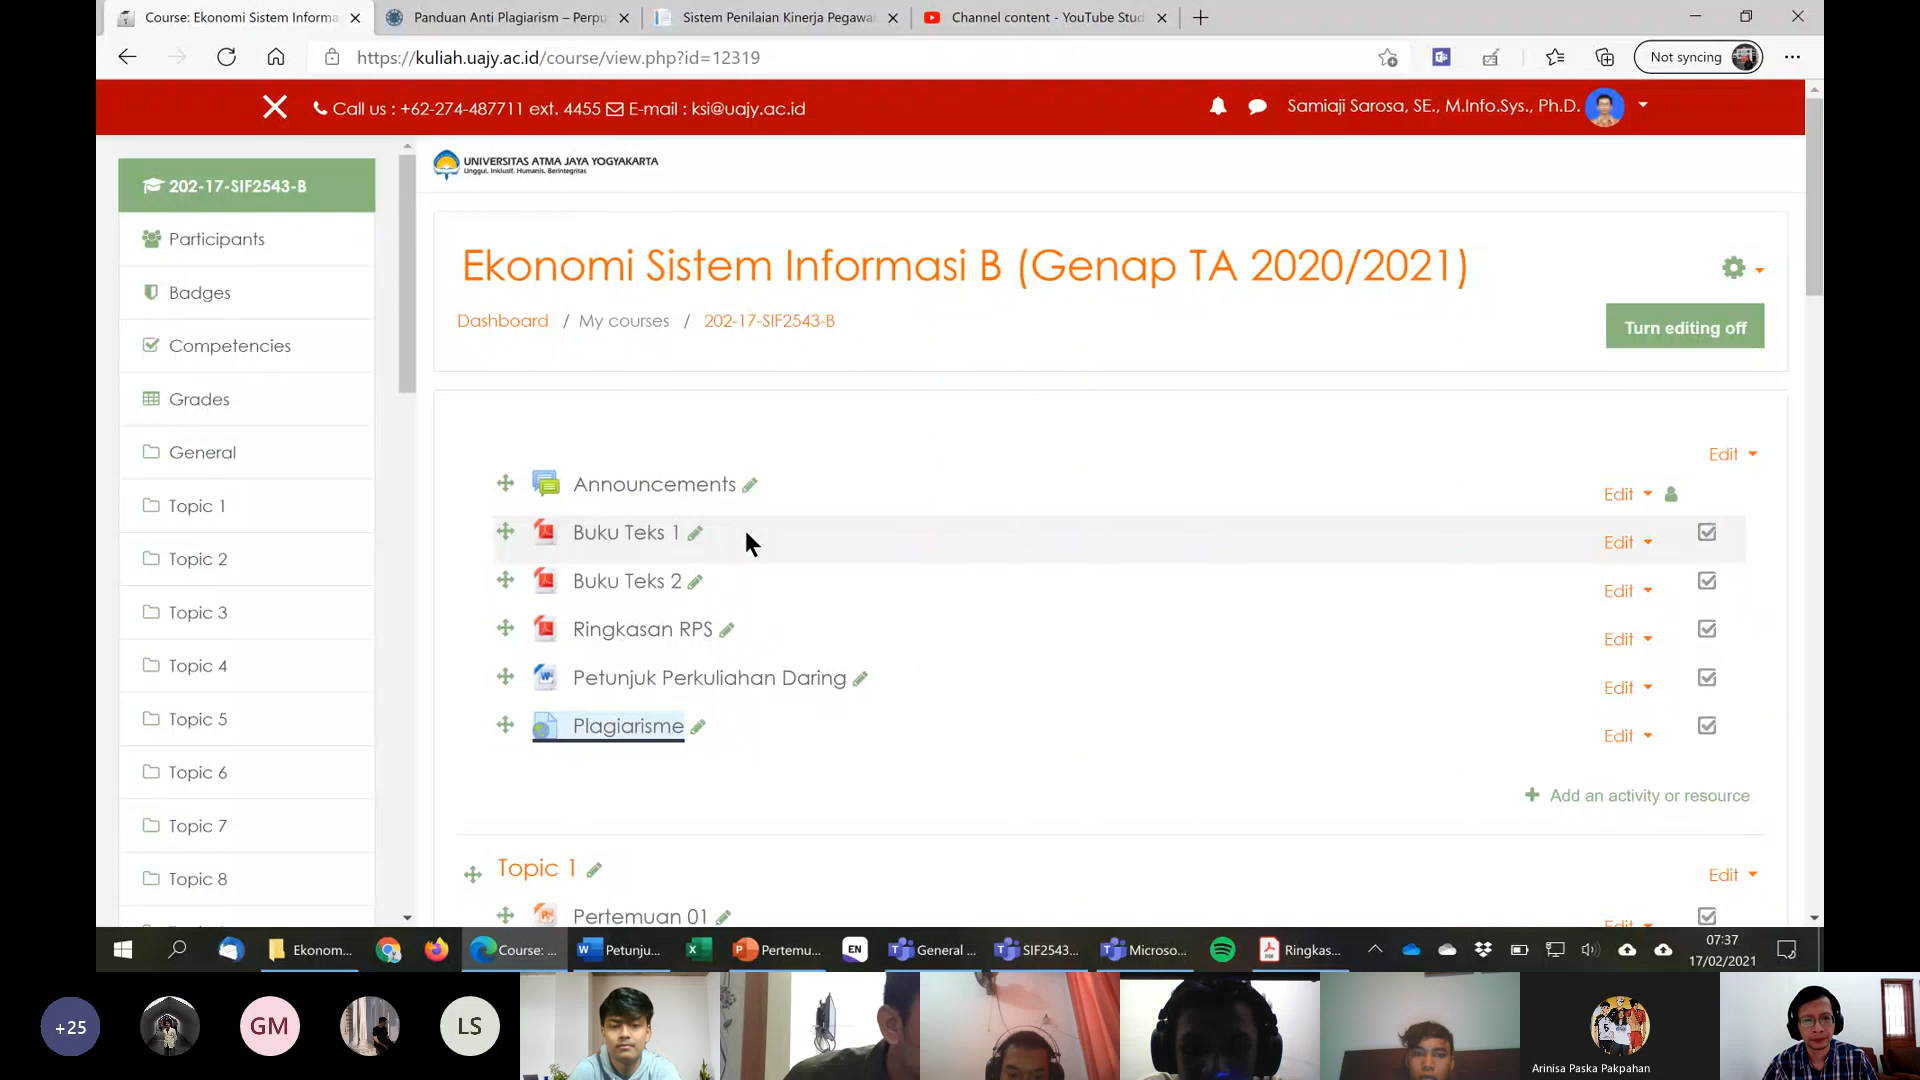 Course: Ekonomi Sistem Informa
Panduan Anti Plagiarism – Perpu
Sistem Penilaian Kinerja Pegawa
Channel content - YouTube Stud
https://kuliah.uajy.ac.id/course/view.php?id=12319
Not syncing
Call us : +62-274-487711 ext. 4455
E-mail : ksi@uajy.ac.id
Samiaji Sarosa, SE., M.Info.Sys., Ph.D.
202-17-SIF2543-B
Participants
Badges
Competencies
Grades
General
Topic 1
Topic 2
Topic 3
Topic 4
Topic 5
Topic 6
Topic 7
Topic 8
UNIVERSITAS ATMA JAYA YOGYAKARTA
Unggul, Inklusif, Humanis, Berintegritas
Ekonomi Sistem Informasi B (Genap TA 2020/2021)
Dashboard / My courses / 202-17-SIF2543-B
Turn editing off
Edit
Announcements Edit
Buku Teks 1 Edit
Buku Teks 2 Edit
Ringkasan RPS Edit
Petunjuk Perkuliahan Daring Edit
Plagiarisme Edit
Add an activity or resource
Topic 1 Edit
Pertemuan 01 Edit
Ekonom...
Course: ...
Petunju...
Pertemu...
EN
General ...
SIF2543...
Microso...
Ringkas...
07:37
17/02/2021
+25
GM
LS
Arinisa Paska Pakpahan